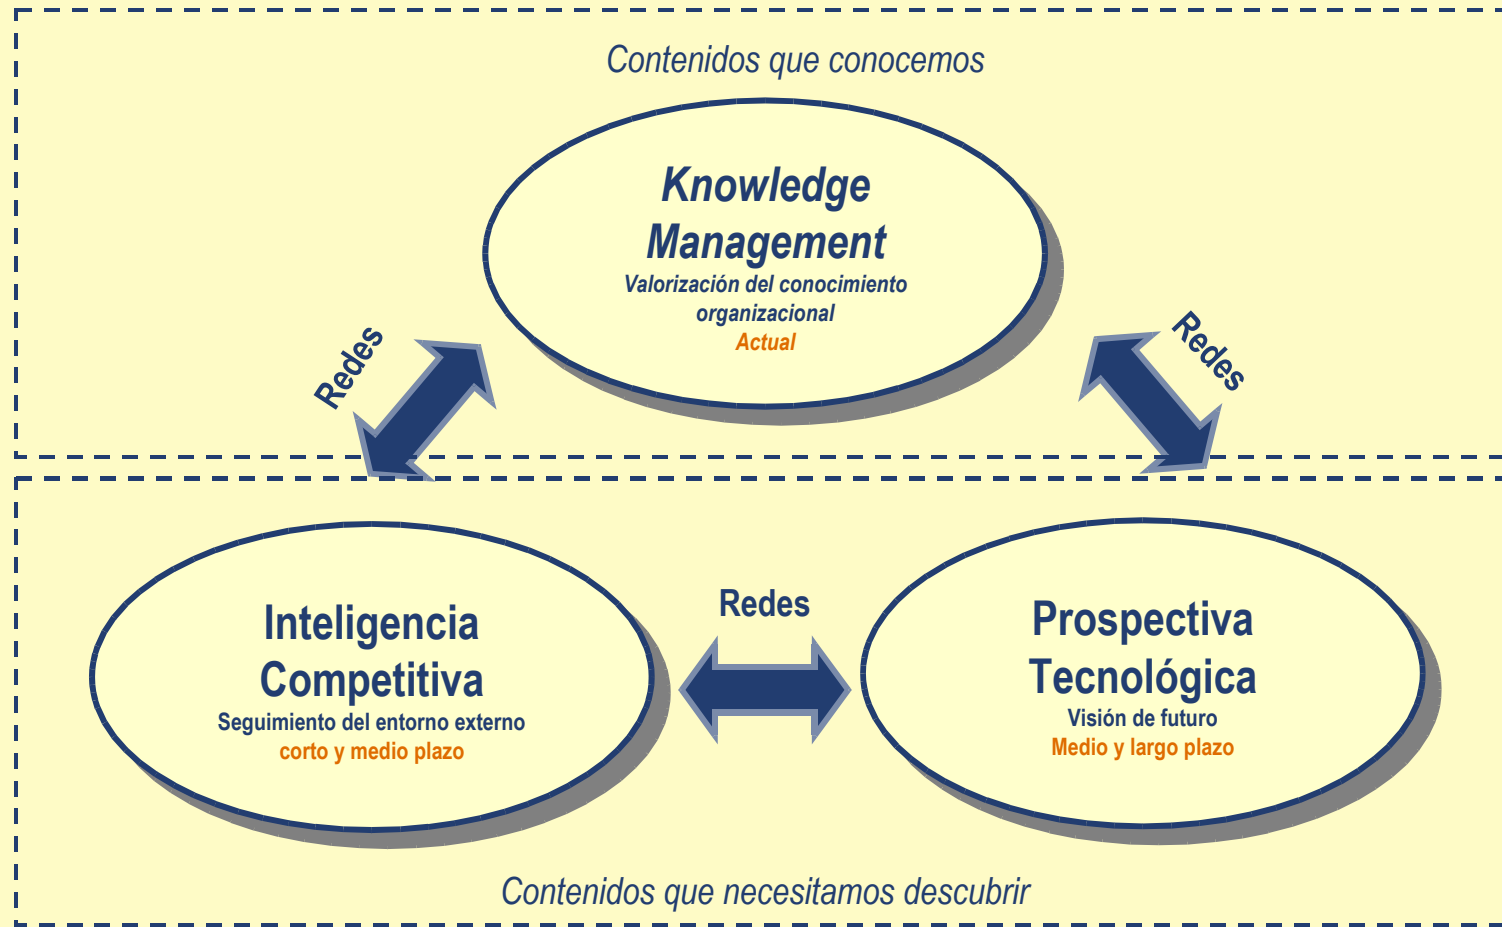 Contenidos que conocemos
Knowledge
Management
Valorización del conocimiento
organizacional
Actual
Redes
Redes
Inteligencia
Competitiva
Seguimiento del entorno externo
corto y medio plazo
Redes
Prospectiva
Tecnológica
Visión de futuro
Medio y largo plazo
Contenidos que necesitamos descubrir